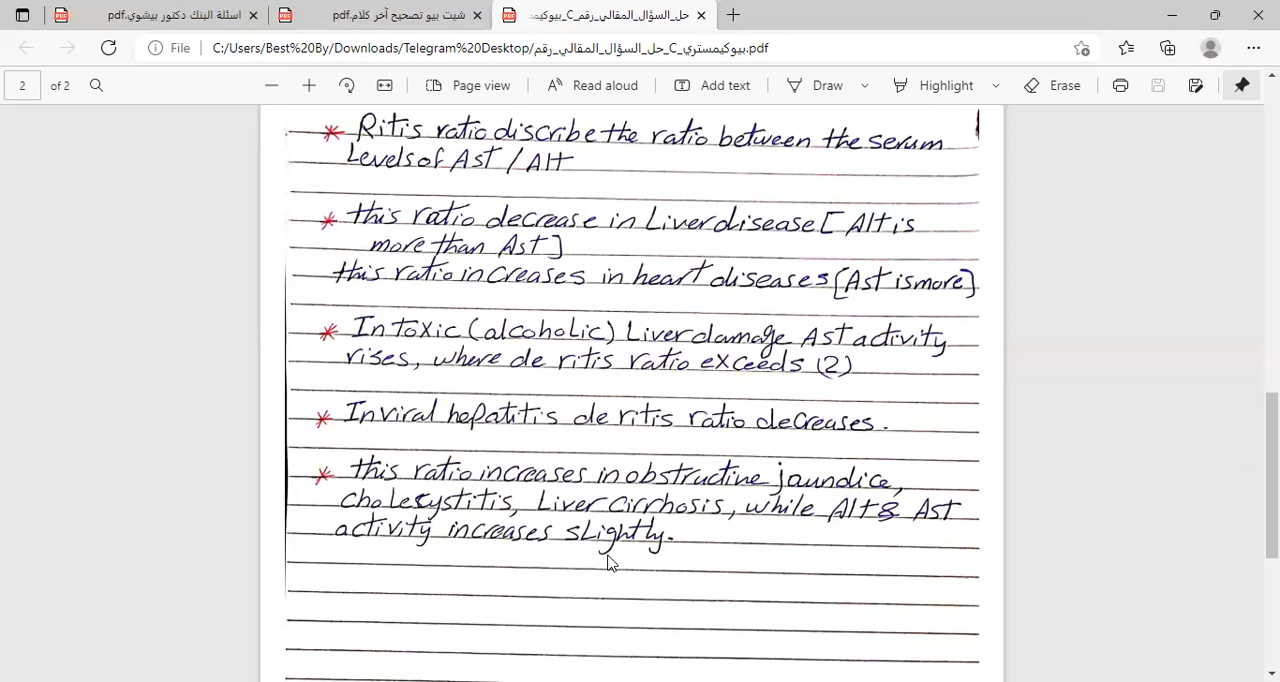 اسئلة البنك دكتور بيشوي.pdf
شيت بيو تصحيح آخر كلام.pdf
حل_السؤال_المقالي_رقم_C_بيوكيمـ
File C:/Users/Best%20By/Downloads/Telegram%20Desktop/حل_السؤال_المقالي_رقم_C_بيوكيمستري.pdf
2 of 2 Page view Read aloud Add text Draw Highlight Erase
* Ritis ratio discribe the ratio between the serum
Levels of Ast / Alt
* this ratio decrease in Liver disease [ Alt is
more than Ast ]
this ratio increases in heart diseases [Ast is more]
* In toxic (alcoholic) Liver damage Ast activity
rises, where de ritis ratio exceeds (2)
* In viral hepatitis de ritis ratio decreases.
* this ratio increases in obstructive jaundice,
cholecystitis, Liver cirrhosis, while Alt & Ast
activity increases slightly.